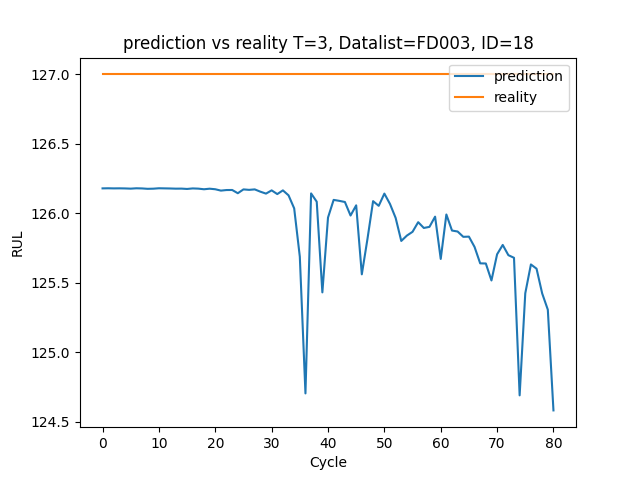 prediction vs reality T=3, Datalist=FD003, ID=18
127.0
126.5
126.0
125.5
125.0
124.5
RUL
prediction
reality
0 10 20 30 40 50 60 70 80
Cycle